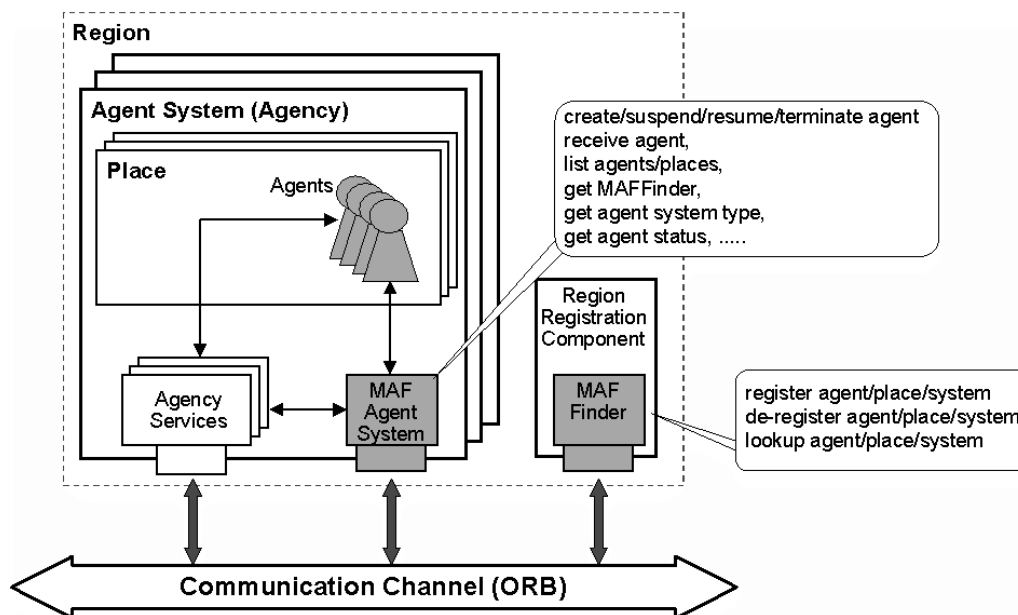 Region
Agent System (Agency)
Place
Agents
create/suspend/resume/terminate agent
receive agent,
list agents/places,
get MAFFinder,
get agent system type,
get agent status, .....
Region
Registration
Component
Agency
Services
MAF
Agent
System
MAF
Finder
register agent/place/system
de-register agent/place/system
lookup agent/place/system
Communication Channel (ORB)